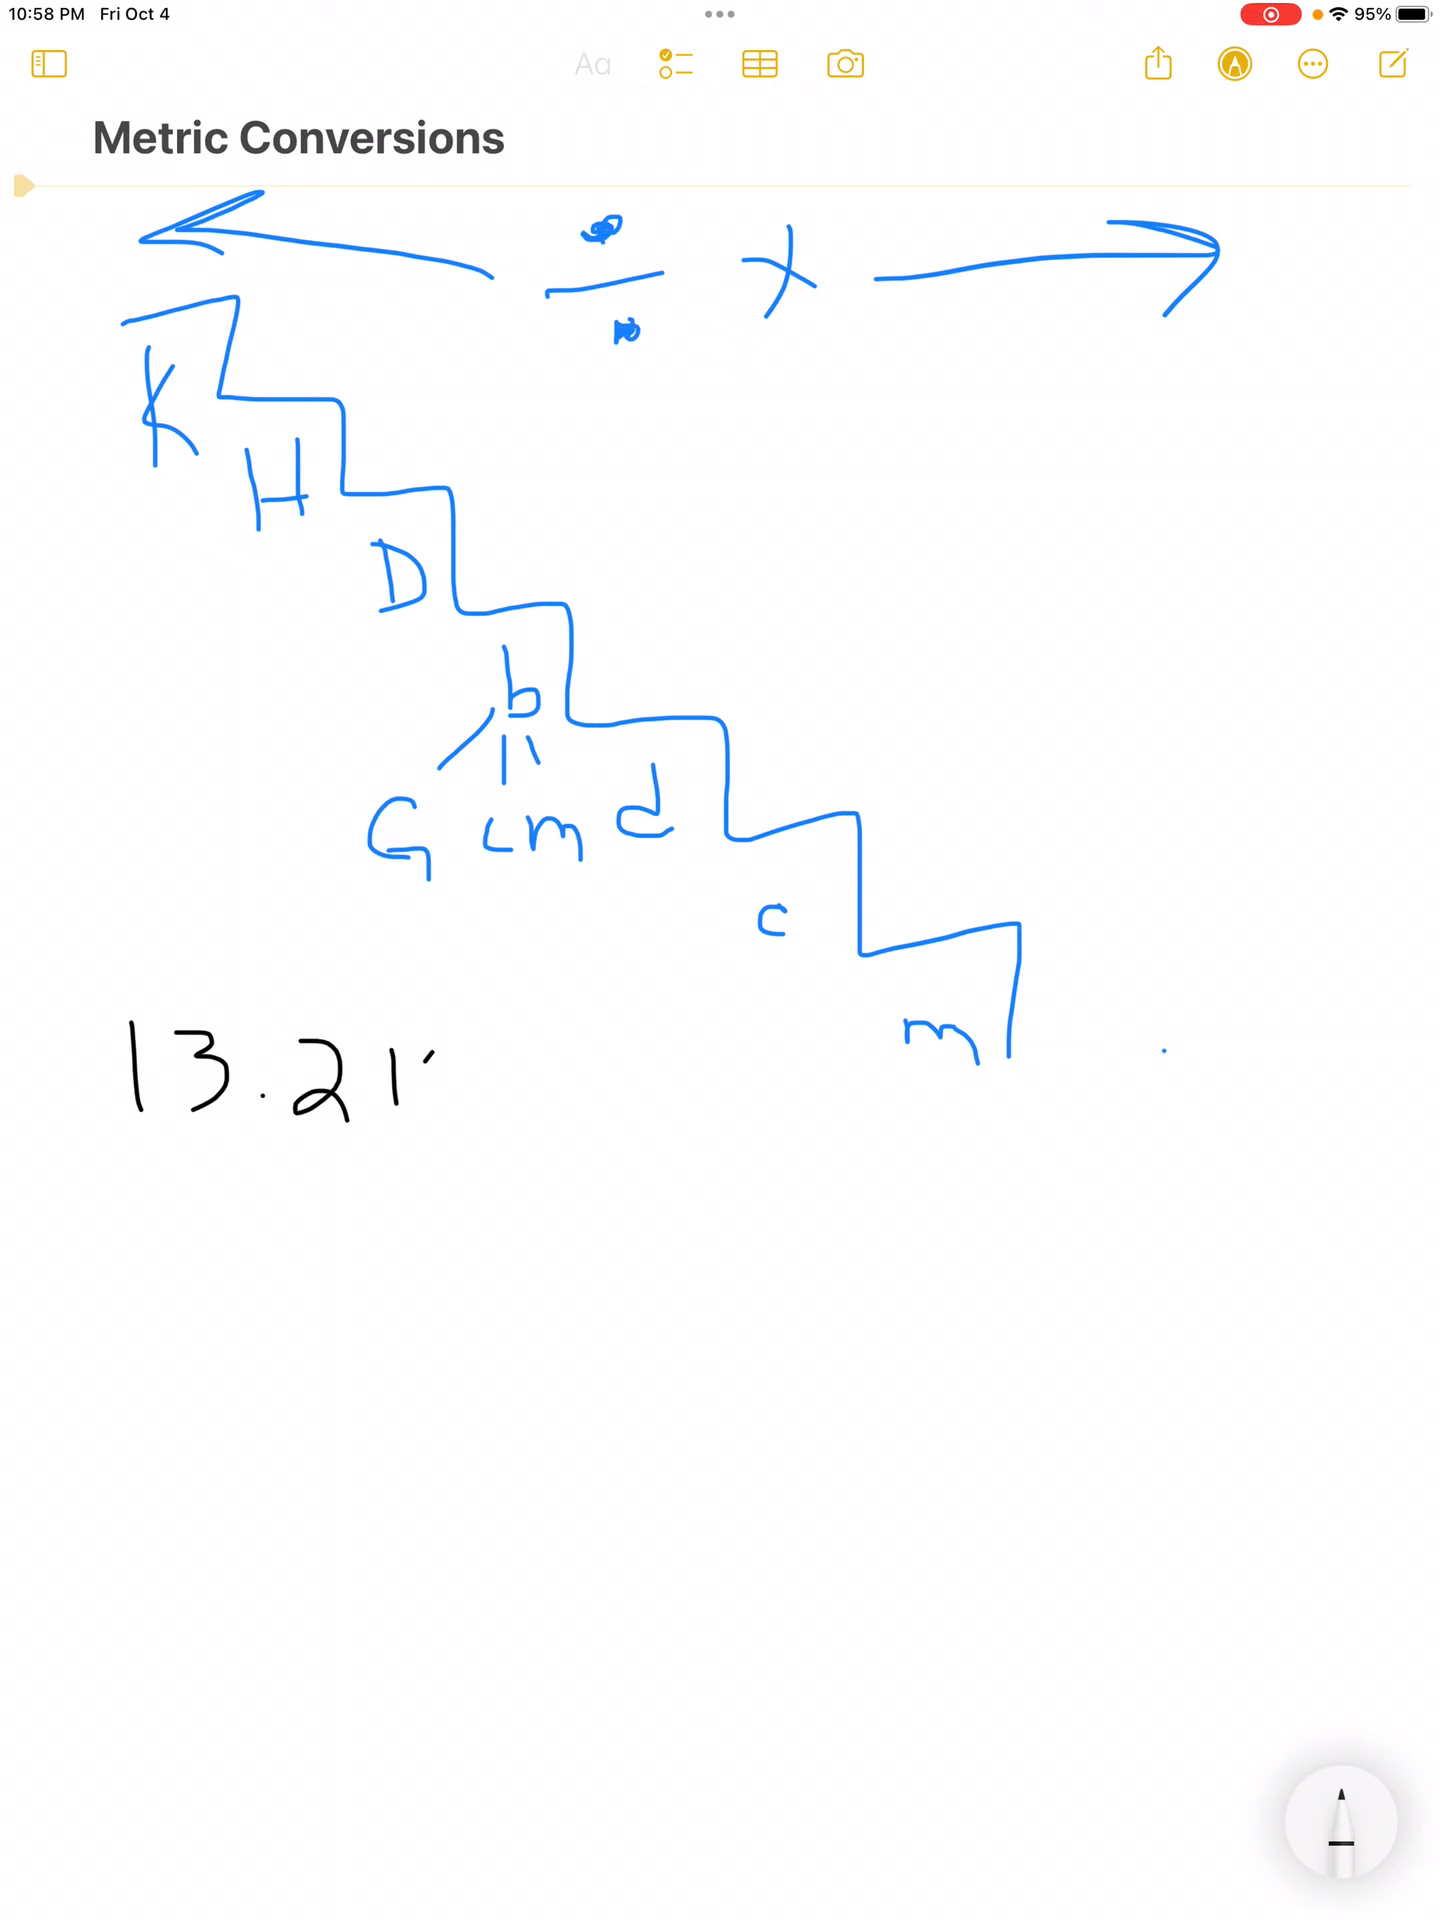 10:58 PM Fri Oct 4
95%
Aa
Metric Conversions
÷ ×
K
H
D
b
G L m d
c
m
13.21